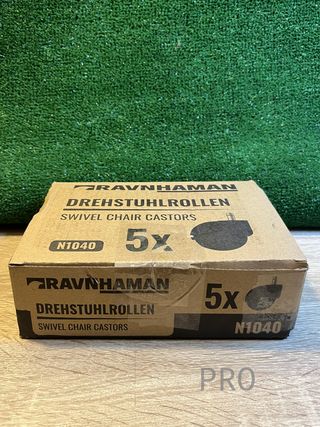 RAVNHAMAN
DREHSTUHLROLLEN
SWIVEL CHAIR CASTORS
N1040
5x
RAVNHAMAN
DREHSTUHLROLLEN
SWIVEL CHAIR CASTORS
5x
N1040
PRO